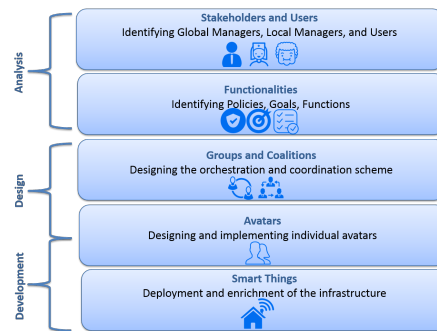 Analysis
Stakeholders and Users
Identifying Global Managers, Local Managers, and Users
Functionalities
Identifying Policies, Goals, Functions
Design
Groups and Coalitions
Designing the orchestration and coordination scheme
Development
Avatars
Designing and implementing individual avatars
Smart Things
Deployment and enrichment of the infrastructure